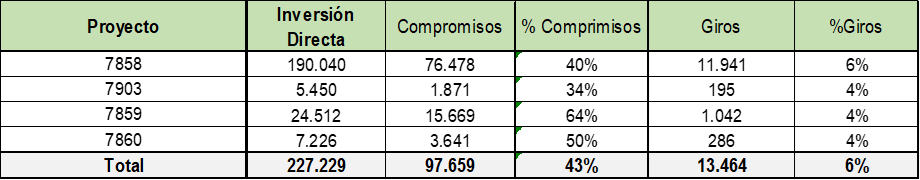 Proyecto Inversión Directa Compromisos % Comprimisos Giros %Giros
7858 190.040 76.478 40% 11.941 6%
7903 5.450 1.871 34% 195 4%
7859 24.512 15.669 64% 1.042 4%
7860 7.226 3.641 50% 286 4%
Total 227.229 97.659 43% 13.464 6%